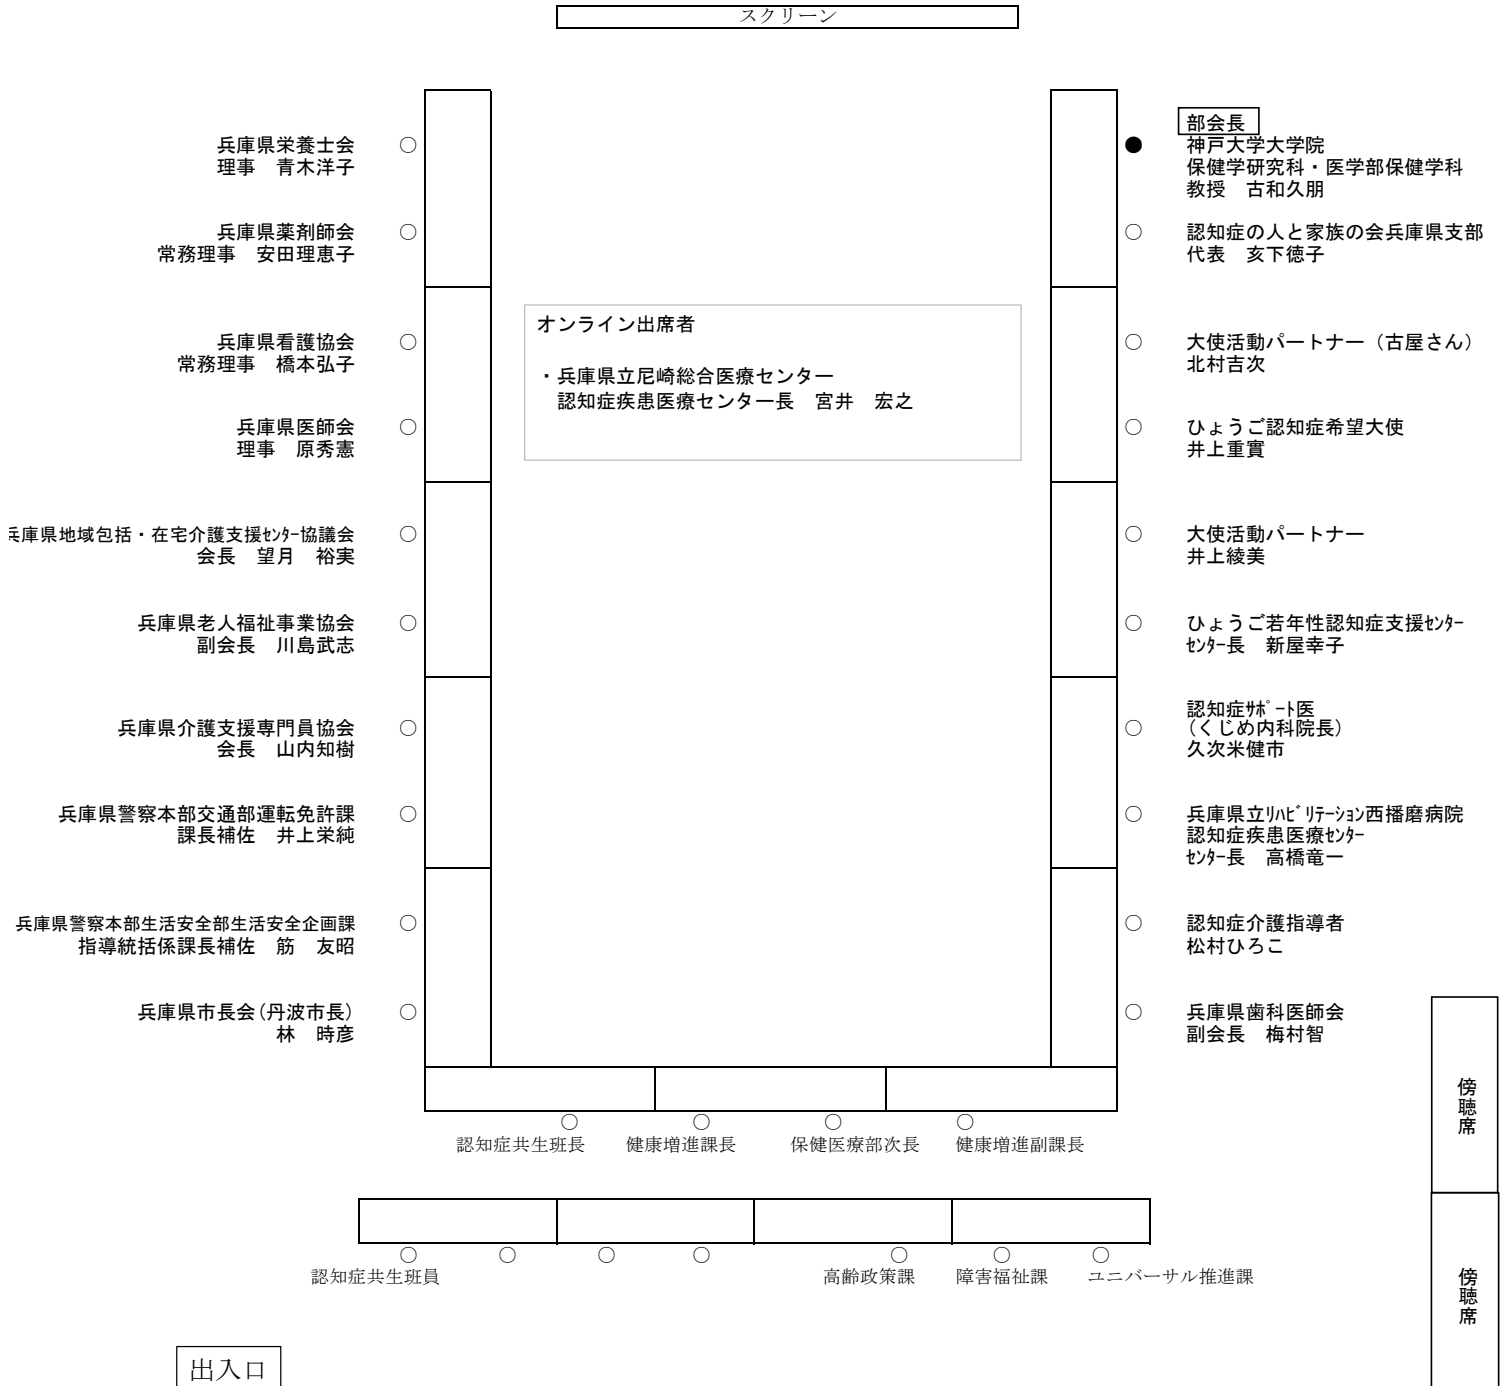 スクリーン
兵庫県栄養士会
理事　青木洋子
兵庫県薬剤師会
常務理事　安田理恵子
兵庫県看護協会
常務理事　橋本弘子
兵庫県医師会
理事　原秀憲
兵庫県地域包括・在宅介護支援ｾﾝﾀｰ協議会
会長　望月　裕実
兵庫県老人福祉事業協会
副会長　川島武志
兵庫県介護支援専門員協会
会長　山内知樹
兵庫県警察本部交通部運転免許課
課長補佐　井上栄純
兵庫県警察本部生活安全部生活安全企画課
指導統括係課長補佐　筋　友昭
兵庫県市長会(丹波市長)
林　時彦
オンライン出席者
・兵庫県立尼崎総合医療センター
認知症疾患医療センター長　宮井　宏之
部会長
神戸大学大学院
保健学研究科・医学部保健学科
教授　古和久朋
認知症の人と家族の会兵庫県支部
代表　亥下徳子
大使活動パートナー（古屋さん）
北村吉次
ひょうご認知症希望大使
井上重實
大使活動パートナー
井上綾美
ひょうご若年性認知症支援ｾﾝﾀｰ
ｾﾝﾀｰ長　新屋幸子
認知症ｻﾎﾟｰﾄ医
(くじめ内科院長)
久次米健市
兵庫県立ﾘﾊﾋﾞﾘﾃｰｼｮﾝ西播磨病院
認知症疾患医療ｾﾝﾀｰ
ｾﾝﾀｰ長　高橋竜一
認知症介護指導者
松村ひろこ
兵庫県歯科医師会
副会長　梅村智
認知症共生班長　健康増進課長　保健医療部次長　健康増進副課長
認知症共生班員　高齢政策課　障害福祉課　ユニバーサル推進課
傍聴席
傍聴席
出入口